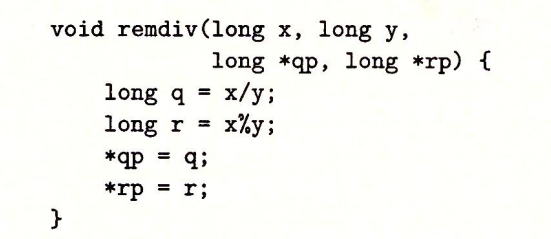 void remdiv(long x, long y,
            long *qp, long *rp) {
    long q = x/y;
    long r = x%y;
    *qp = q;
    *rp = r;
}